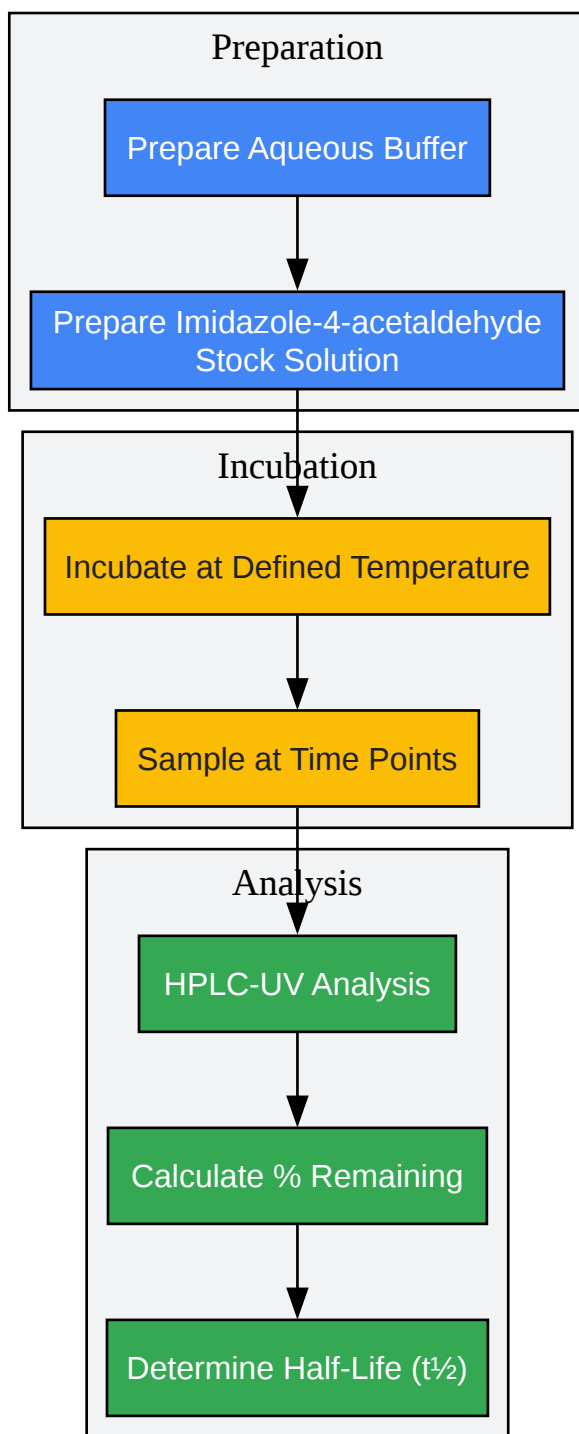 Preparation
Prepare Aqueous Buffer
Prepare Imidazole-4-acetaldehyde
Stock Solution
Incubation
Incubate at Defined Temperature
Sample at Time Points
Analysis
HPLC-UV Analysis
Calculate % Remaining
Determine Half-Life (t½)